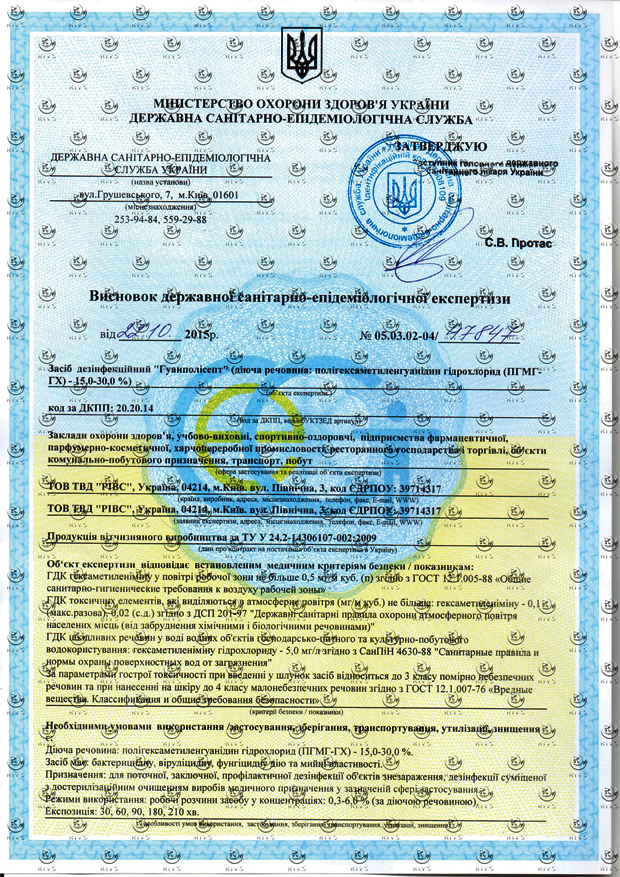 МІНІСТЕРСТВО ОХОРОНИ ЗДОРОВ'Я УКРАЇНИ
ДЕРЖАВНА САНІТАРНО-ЕПІДЕМІОЛОГІЧНА СЛУЖБА
ДЕРЖАВНА САНІТАРНО-ЕПІДЕМІОЛОГІЧНА
СЛУЖБА УКРАЇНИ
(назва установи)
вул.Грушевського, 7, м.Київ, 01601
(місцезнаходження)
253-94-84, 559-29-88
ЗАТВЕРДЖУЮ
Заступник головного державного
санітарного лікаря України
С.В. Протас
Висновок державної санітарно-епідеміологічної експертизи
від 22.10 2015р.
№ 05.03.02-04/
Засіб дезінфекційний "Гуанполісепт" (діюча речовина: полігексаметиленгуанідин гідрохлорид (ПГМГ-
ГХ) - 15,0-30,0 %)
(об'єкта експертизи)
код за ДКПП: 20.20.14
(код за ДКПП, код УКТЗЕД артикул)
Заклади охорони здоров'я, учбово-виховні, спортивно-оздоровчі, підприємства фармацевтичної,
парфумерно-косметичної, харчопереробної промисловості, ресторанного господарства і торгівлі, об'єкти
комунально-побутового призначення, транспорт, побут
(сфера застосування та реалізації об'єкта експертизи)
ТОВ ТВД "РІВС", Україна, 04214, м.Київ. вул. Північна, 3, код ЄДРПОУ: 39714317
(країна, виробник, адреса, місцезнаходження, телефон, факс, E-mail, WWW)
ТОВ ТВД "РІВС", Україна, 04214, м.Київ. вул. Північна, 3, код ЄДРПОУ: 39714317
(заявник експертизи, адреса, місцезнаходження, телефон, факс, E-mail, WWW)
Продукція вітчизняного виробництва за ТУ У 24.2-14306107-002:2009
(дані про контракт на постачання об'єкта експертизи в Україну)
Об'єкт експертизи відповідає встановленим медичним критеріям безпеки / показникам:
ГДК гексаметиленіміну у повітрі робочої зони не більше 0,5 мг/м куб. (п) згідно з ГОСТ 12.1.005-88 «Общие
санитарно-гигиенические требования к воздуху рабочей зоны»
ГДК токсичних елементів, які виділяються в атмосферне повітря (мг/м куб.) не більше: гексаметиленіміну - 0,1
(макс.разова), 0,02 (с.д.) згідно з ДСП 201-97 "Державні санітарні правила охорони атмосферного повітря
населених місць (від забруднення хімічними і біологічними речовинами)"
ГДК шкідливих речовин у воді водних об'єктів господарсько-питного та культурно-побутового
водокористування: гексаметиленіміну гідрохлориду - 5,0 мг/л згідно з СанПіН 4630-88 "Санитарные правила и
нормы охраны поверхностных вод от загрязнения"
За параметрами гострої токсичності при введенні у шлунок засіб відноситься до 3 класу помірно небезпечних
речовин та при нанесенні на шкіру до 4 класу малонебезпечних речовин згідно з ГОСТ 12.1.007-76 «Вредные
вещества. Классификация и общие требования безопасности»
(критерії безпеки / показники)
Необхідними умовами використання /застосування, зберігання, транспортування, утилізації, знищення
є:
Діюча речовина: полігексаметиленгуанідин гідрохлорид (ПГМГ-ГХ) - 15,0-30,0 %.
Засіб має бактерицидну, віруліцидну, фунгіцидну дію та мийні властивості.
Призначення: для поточної, заключної, профілактичної дезінфекції об'єктів знезараження, дезінфекції суміщеної
з достерилізаційним очищенням виробів медичного призначення у зазначеній сфері застосування.
Режими використання: робочі розчини засобу у концентраціях: 0,3-6,0 % (за діючою речовиною).
Експозиція: 30, 60, 90, 180, 210 хв.
(особливості умов використання, застосування, зберігання, транспортування, утилізації, знищення)